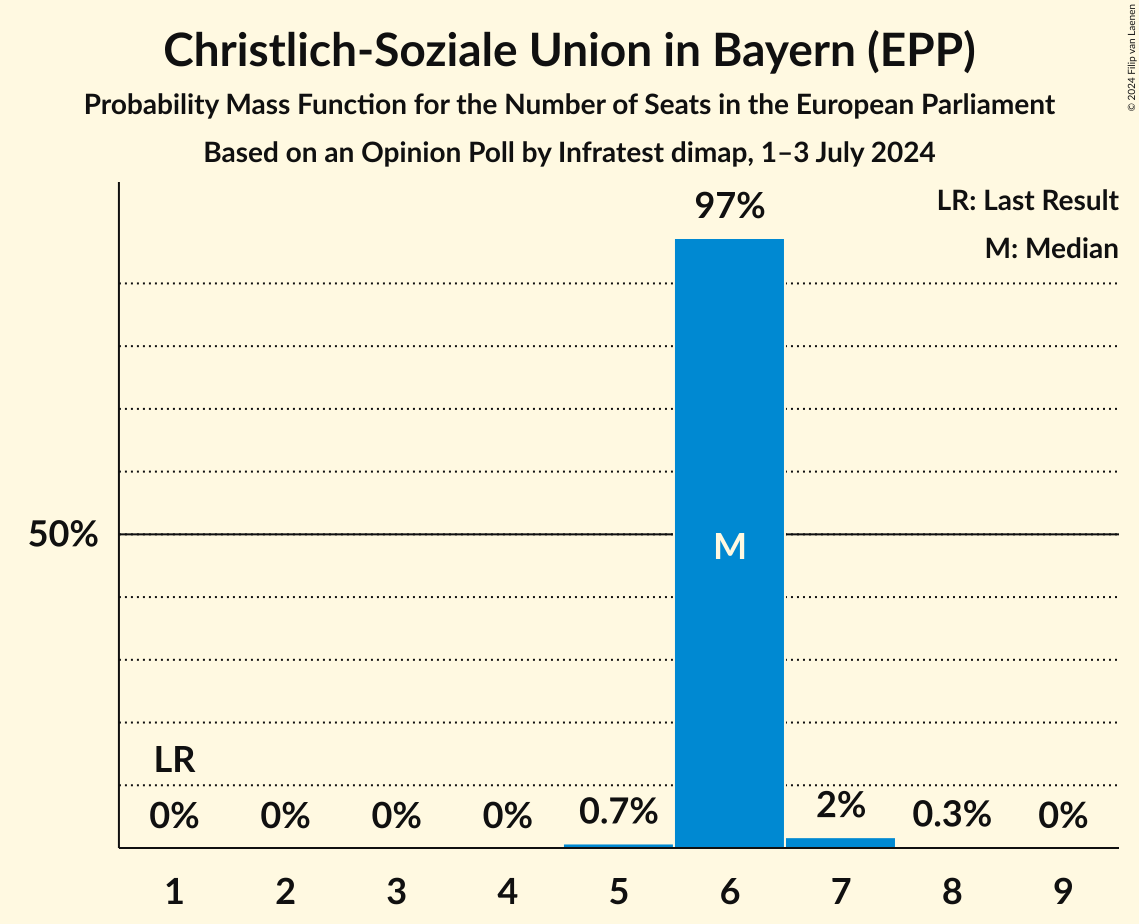 Christlich-Soziale Union in Bayern (EPP)
Probability Mass Function for the Number of Seats in the European Parliament
Based on an Opinion Poll by Infratest dimap, 1–3 July 2024
© 2024 Filip van Laenen
LR: Last Result
M: Median
97%
50%
M
LR
0%
0%
0%
0%
0.7%
2%
0.3%
0%
1 2 3 4 5 6 7 8 9